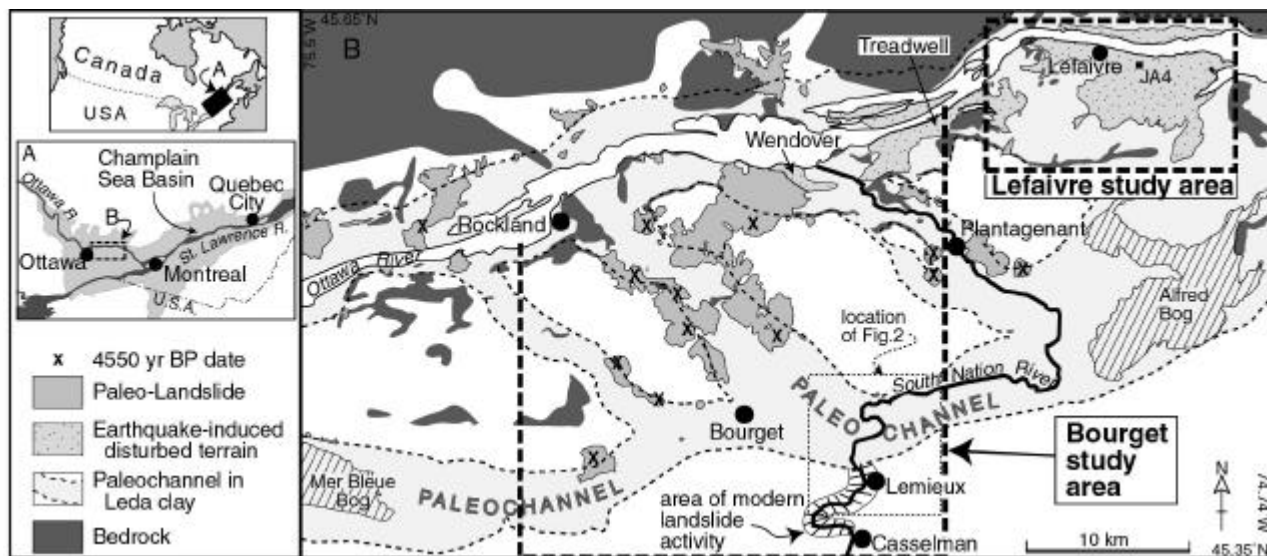 Canada
A
USA
A
Champlain
Sea Basin
Quebec
City
Ottawa R.
B
St. Lawrence R.
Ottawa
Montreal
U.S.A.
x 4550 yr BP date
Paleo-Landslide
Earthquake-induced
disturbed terrain
Paleochannel in
Leda clay
Bedrock
45.65°N
75.5°W
B
Treadwell
Lefaivre
JA4
Wendover
Lefaivre study area
Rockland
Plantagenant
Ottawa River
Alfred
Bog
location
of Fig.2
South Nation River
PALEO CHANNEL
Bourget
Bourget
study
area
Mer Bleue
Bog
PALEOCHANNEL
Lemieux
area of modern
landslide
activity
Casselman
N
10 km
74.74°W
45.35°N